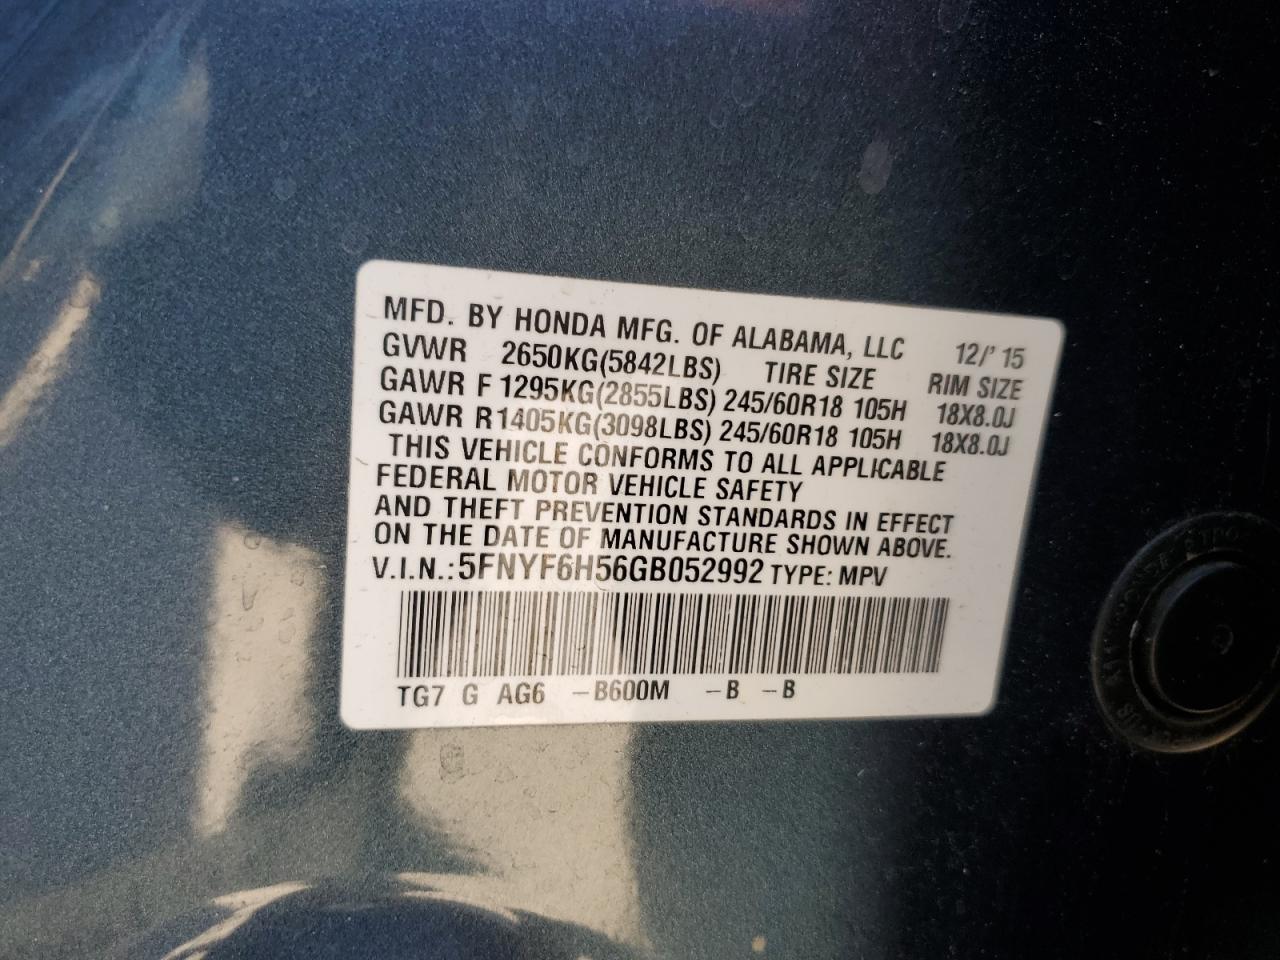 MFD. BY HONDA MFG. OF ALABAMA, LLC 12/' 15
GVWR 2650KG(5842LBS) TIRE SIZE RIM SIZE
GAWR F 1295KG(2855LBS) 245/60R18 105H 18X8.0J
GAWR R1405KG(3098LBS) 245/60R18 105H 18X8.0J
THIS VEHICLE CONFORMS TO ALL APPLICABLE
FEDERAL MOTOR VEHICLE SAFETY
AND THEFT PREVENTION STANDARDS IN EFFECT
ON THE DATE OF MANUFACTURE SHOWN ABOVE.
V.I.N.: 5FNYF6H56GB052992 TYPE: MPV
TG7 G AG6 -B600M -B -B